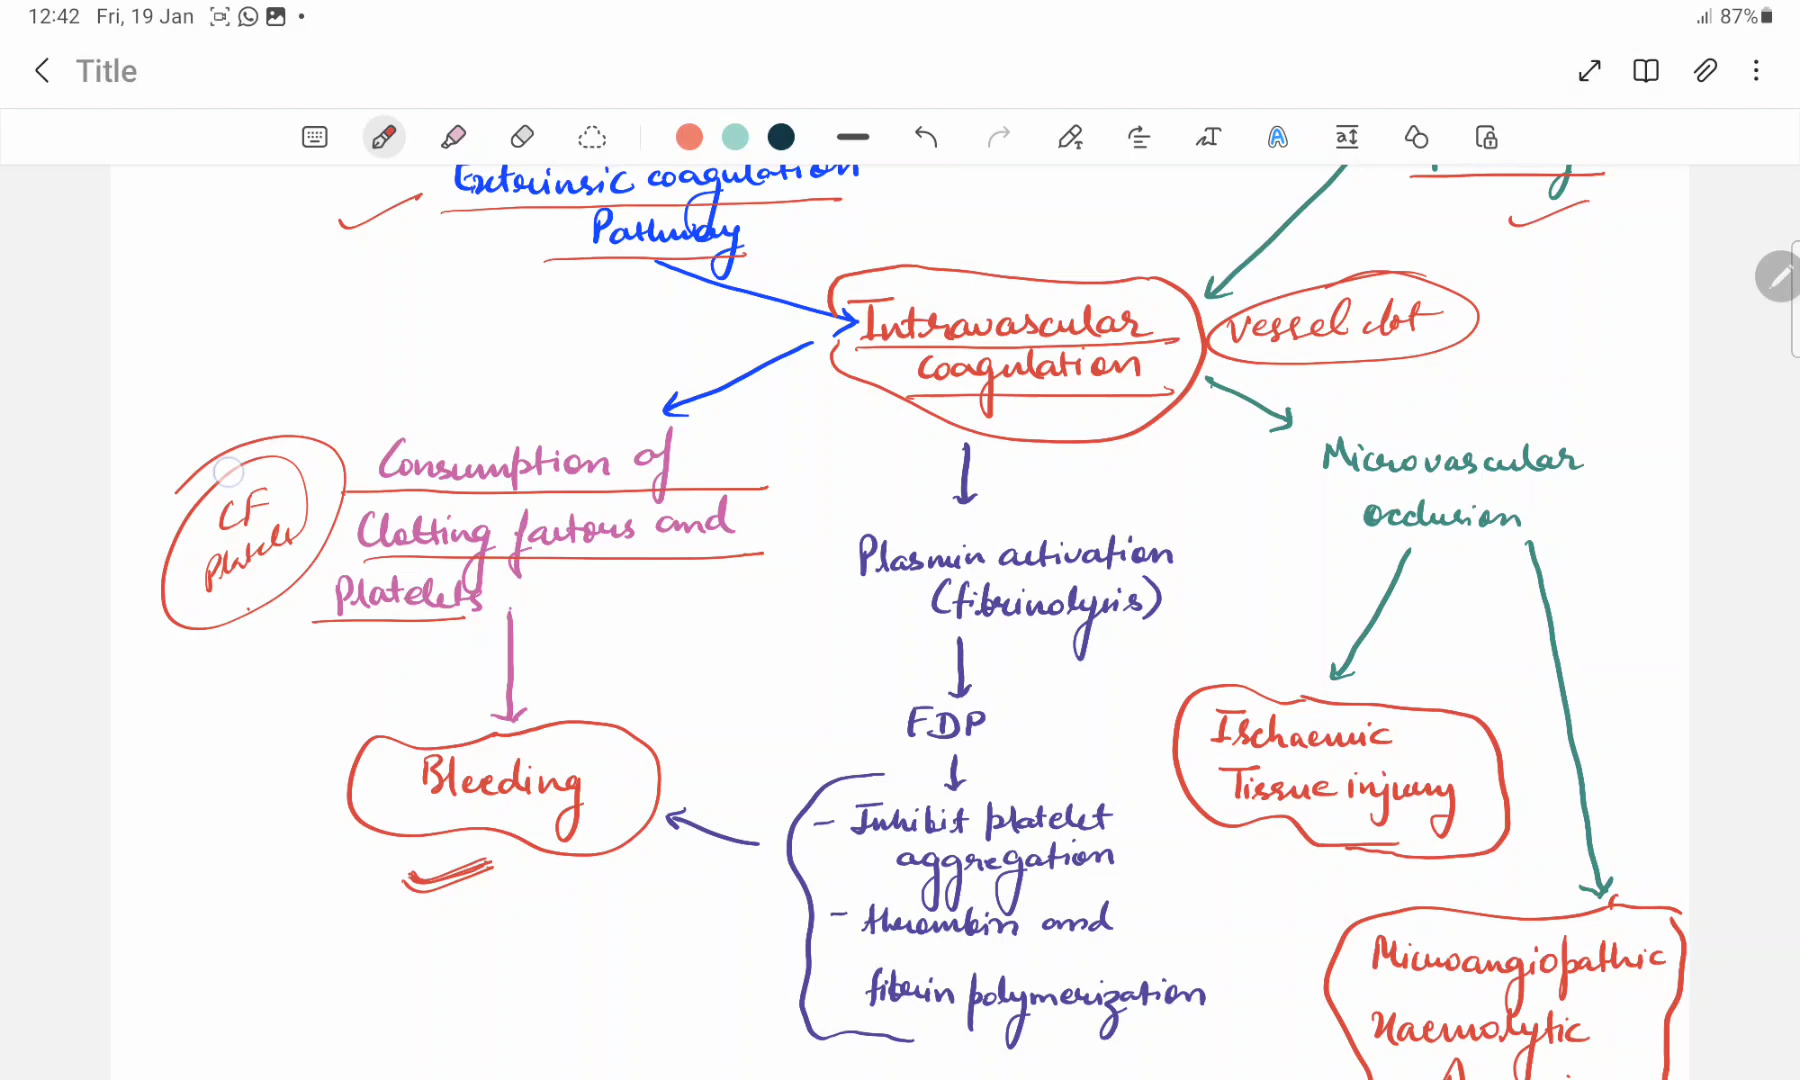 12:42 Fri, 19 Jan
87%
Title
Extrinsic coagulation
Pathway
Intravascular
coagulation
vessel clot
Consumption of
Clotting factors and
Platelets
CF
platelet
Microvascular
occlusion
Plasmin activation
(fibrinolysis)
FDP
Bleeding
Ischaemic
Tissue injury
- Inhibit platelet
aggregation
- thrombin and
fibrin polymerization
Microangiopathic
Haemolytic